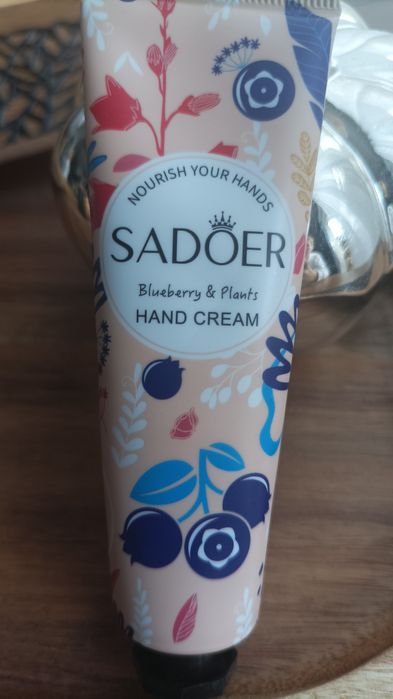 NOURISH YOUR HANDS
SADOER
Blueberry & Plants
HAND CREAM